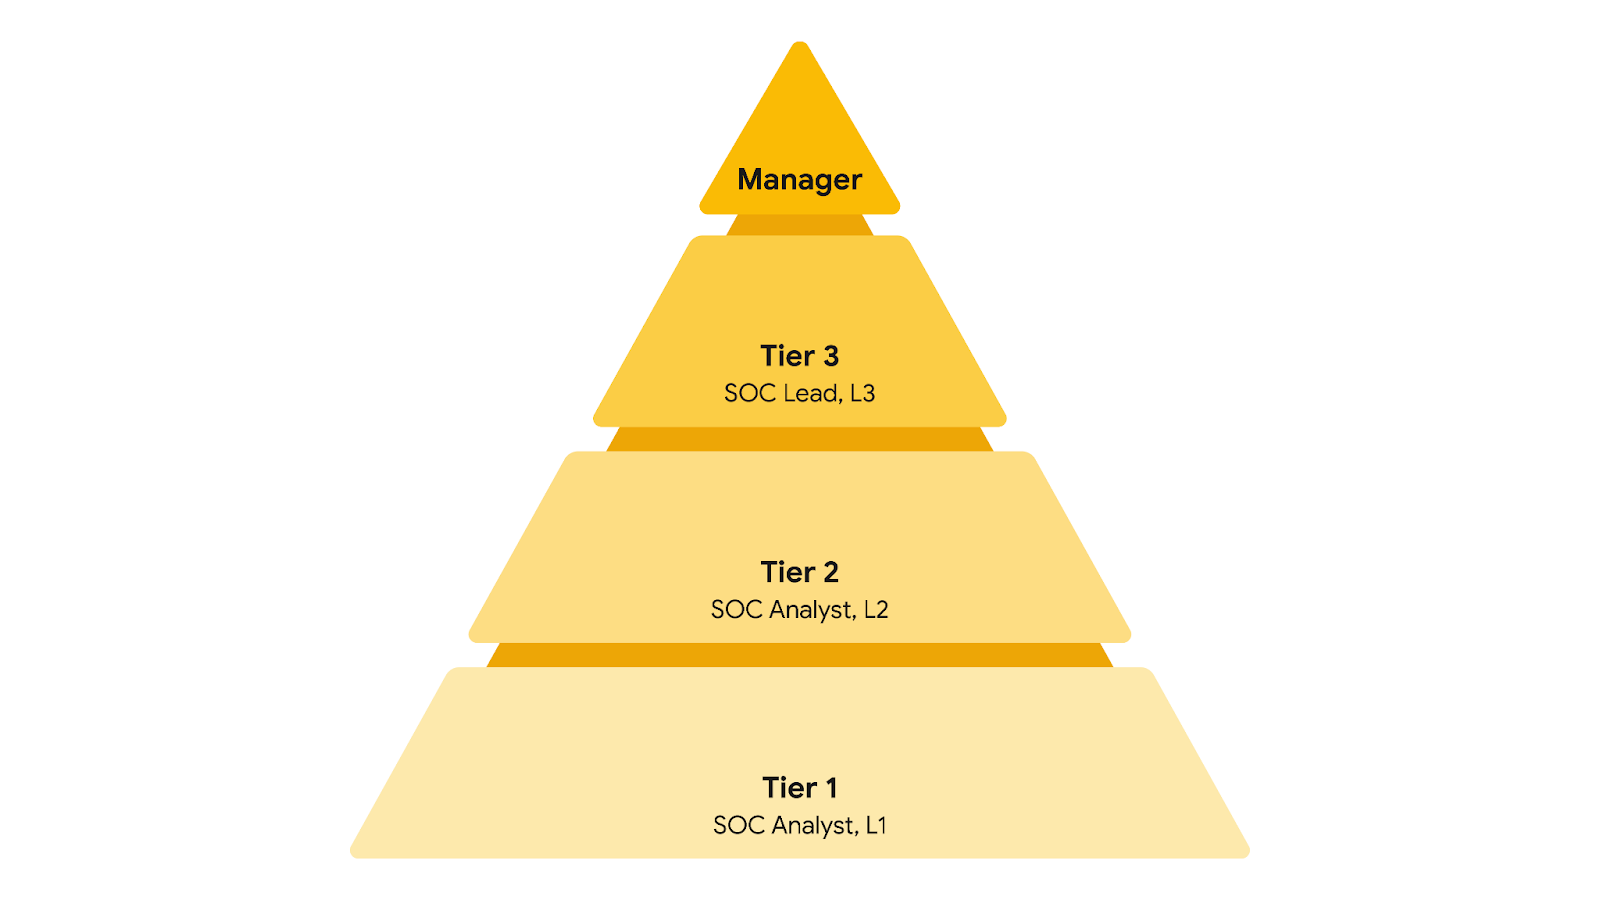 Manager
Tier 3
SOC Lead, L3
Tier 2
SOC Analyst, L2
Tier 1
SOC Analyst, L1